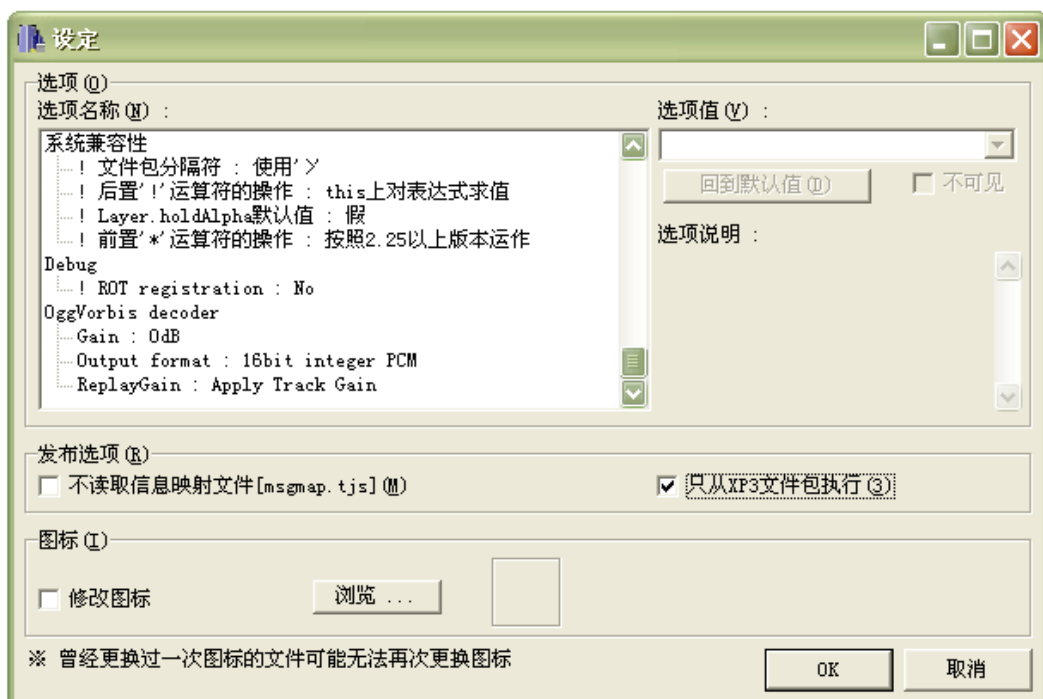 设定
选项(O)
选项名称(N) :
选项值(V) :
系统兼容性
! 文件包分隔符 : 使用'>'
! 后置'!'运算符的操作 : this上对表达式求值
! Layer.holdAlpha默认值 : 假
! 前置'*'运算符的操作 : 按照2.25以上版本运作
Debug
! ROT registration : No
OggVorbis decoder
Gain : 0dB
Output format : 16bit integer PCM
ReplayGain : Apply Track Gain
回到默认值(D)
不可见
选项说明 :
发布选项(R)
不读取信息映射文件[msgmap.tjs](M)
只从XP3文件包执行(3)
图标(I)
修改图标
浏览 ...
※ 曾经更换过一次图标的文件可能无法再次更换图标
OK
取消